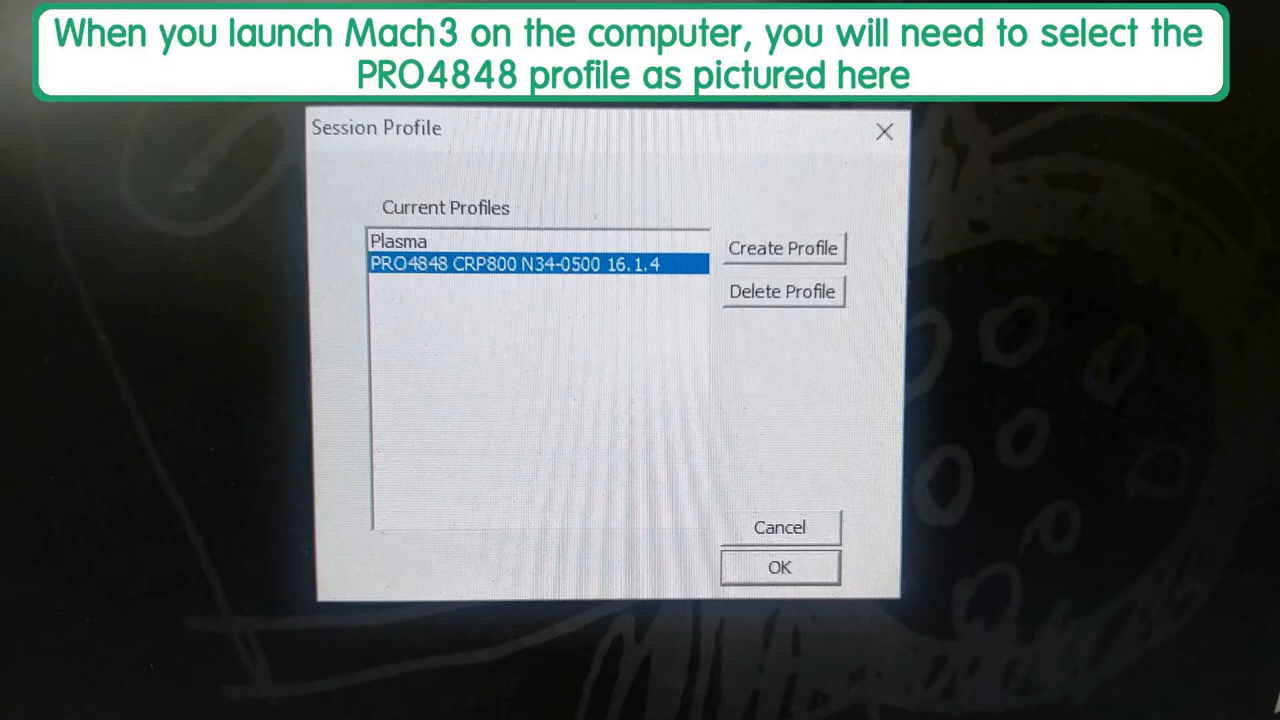 When you launch Mach3 on the computer, you will need to select the
PRO4848 profile as pictured here
Session Profile
Current Profiles
Plasma
PRO4848 CRP800 N34-0500 16.1.4
Create Profile
Delete Profile
Cancel
OK